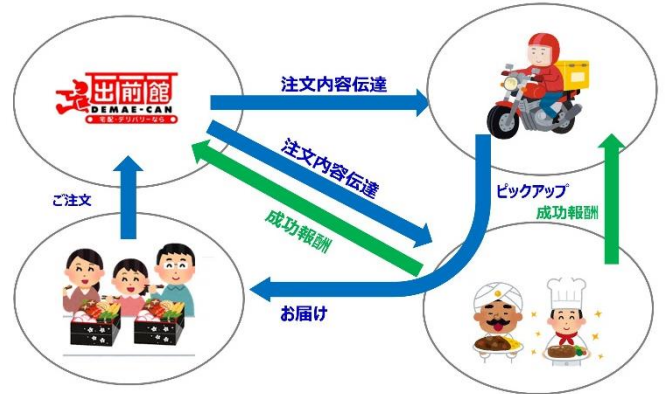 出前館
DEMAE-CAN
宅配・デリバリーなら
注文内容伝達
注文内容伝達
成功報酬
ご注文
ピックアップ
成功報酬
お届け